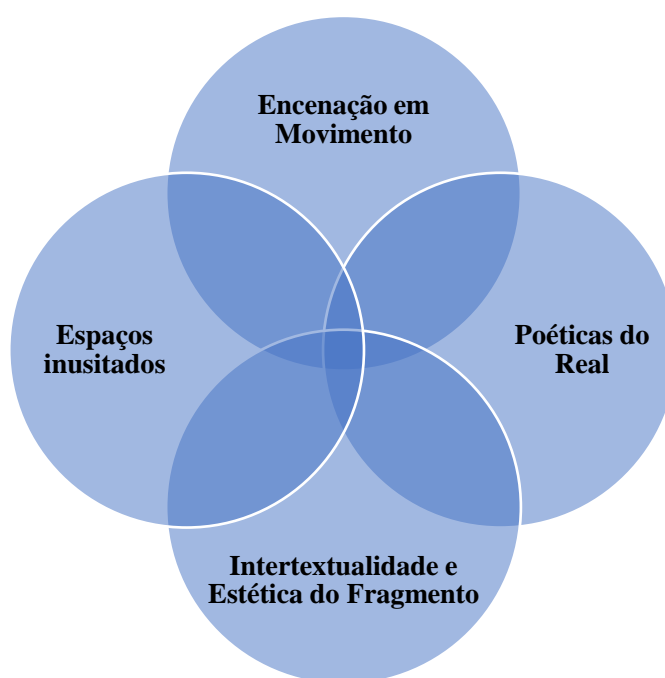 Encenação em
Movimento
Espaços
inusitados
Poéticas do
Real
Intertextualidade e
Estética do Fragmento